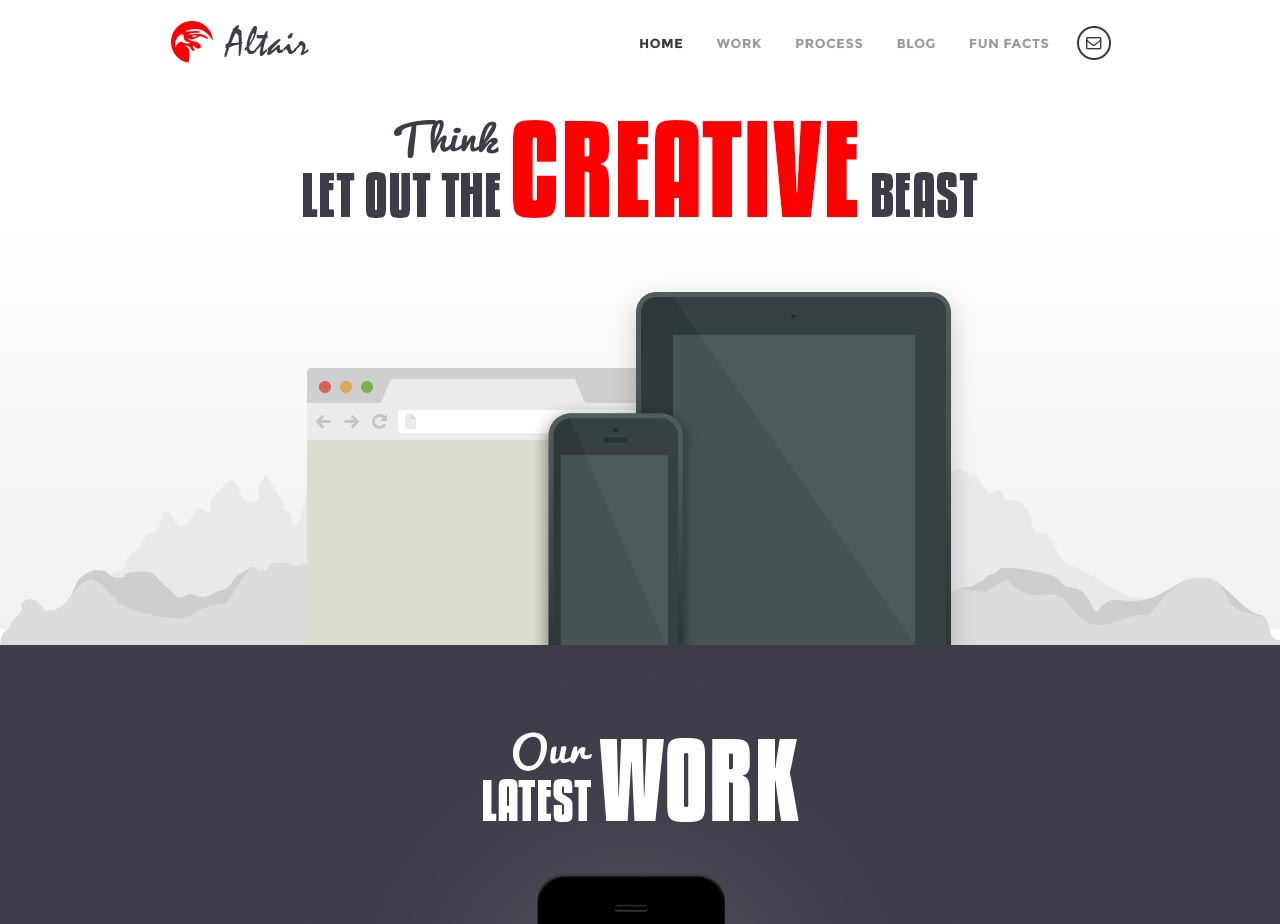 Altair
HOME WORK PROCESS BLOG FUN FACTS
Think
LET OUT THE CREATIVE BEAST
Our
LATEST WORK